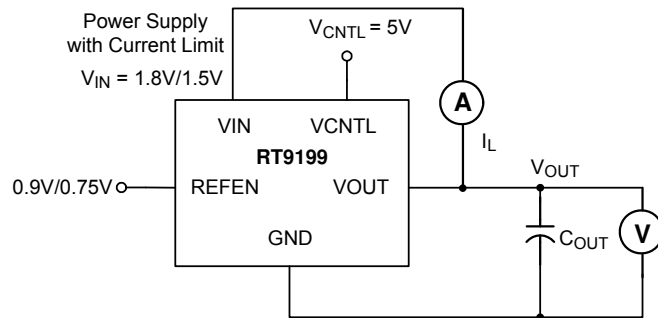 Power Supply
with Current Limit
V_IN = 1.8V/1.5V
V_CNTL = 5V
A
I_L
VIN
VCNTL
RT9199
0.9V/0.75V
REFEN
VOUT
V_OUT
GND
C_OUT
V